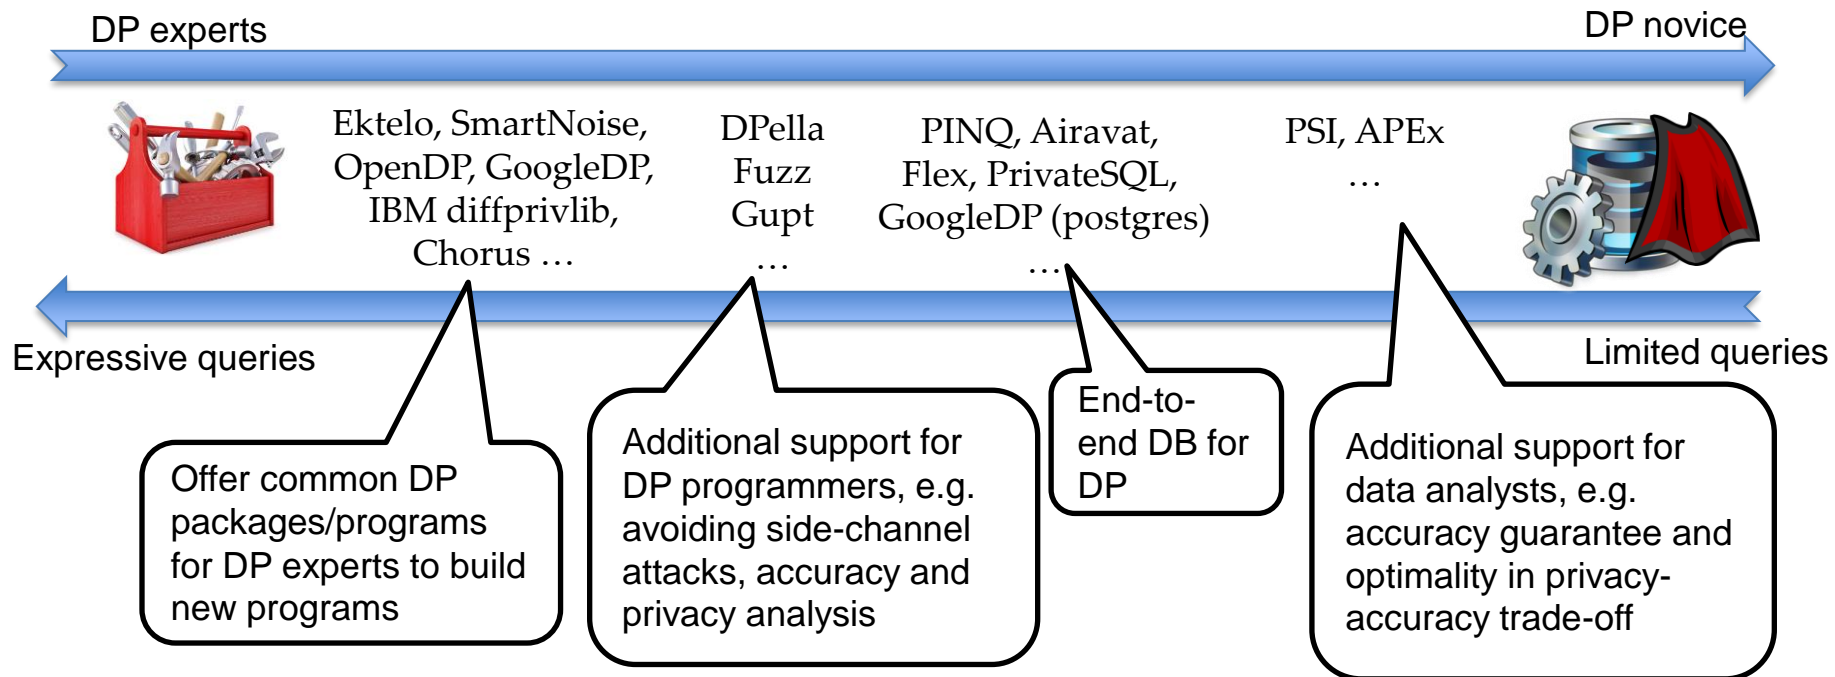 DP experts
DP novice
Ektelo, SmartNoise,
OpenDP, GoogleDP,
IBM diffprivlib,
Chorus …
DPella
Fuzz
Gupt
…
PINQ, Airavat,
Flex, PrivateSQL,
GoogleDP (postgres)
…
PSI, APEx
…
Expressive queries
Limited queries
Offer common DP
packages/programs
for DP experts to build
new programs
Additional support for
DP programmers, e.g.
avoiding side-channel
attacks, accuracy and
privacy analysis
End-to-
end DB for
DP
Additional support for
data analysts, e.g.
accuracy guarantee and
optimality in privacy-
accuracy trade-off